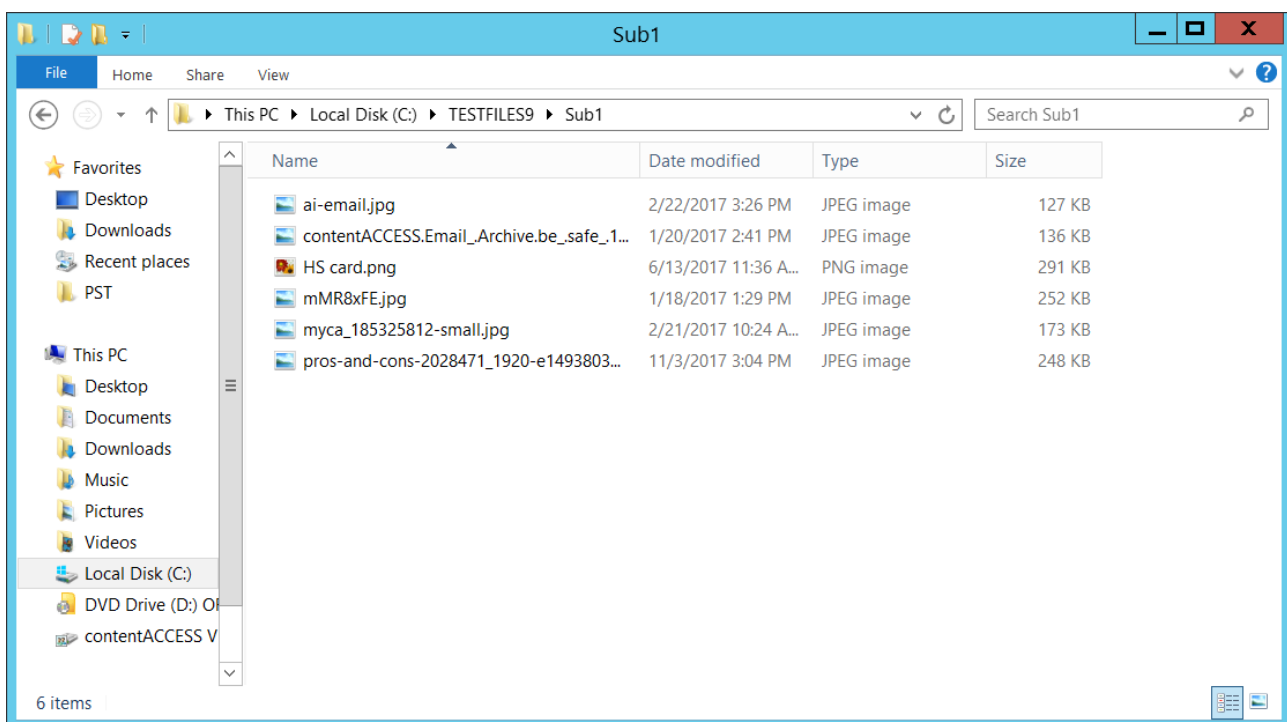 Sub1
File Home Share View
This PC Local Disk (C:) TESTFILES9 Sub1 Search Sub1
Name Date modified Type Size
Favorites
Desktop
Downloads
Recent places
PST
This PC
Desktop
Documents
Downloads
Music
Pictures
Videos
Local Disk (C:)
DVD Drive (D:) OF
contentACCESS V
ai-email.jpg 2/22/2017 3:26 PM JPEG image 127 KB
contentACCESS.Email_.Archive.be_.safe_.1... 1/20/2017 2:41 PM JPEG image 136 KB
HS card.png 6/13/2017 11:36 A... PNG image 291 KB
mMR8xFE.jpg 1/18/2017 1:29 PM JPEG image 252 KB
myca_185325812-small.jpg 2/21/2017 10:24 A... JPEG image 173 KB
pros-and-cons-2028471_1920-e1493803... 11/3/2017 3:04 PM JPEG image 248 KB
6 items